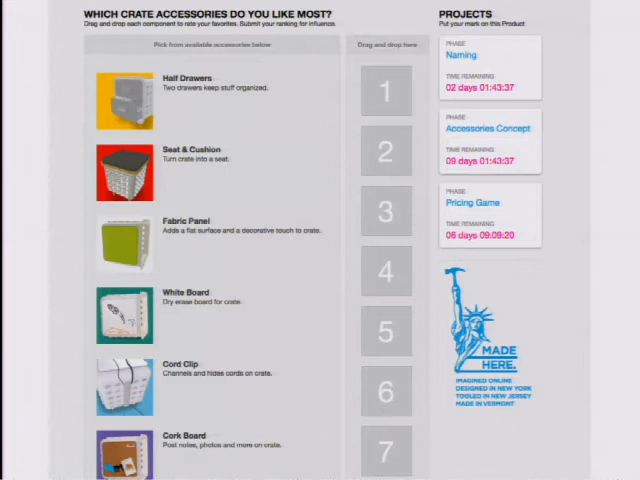 WHICH CRATE ACCESSORIES DO YOU LIKE MOST?
Drag and drop each component to rate your favorites. Submit your ranking for influence.
Pick from available accessories below
Drag and drop here
Half Drawers
Two drawers keep stuff organized.
Seat & Cushion
Turn crate into a seat.
Fabric Panel
Adds a flat surface and a decorative touch to crate.
White Board
Dry erase board for crate.
Cord Clip
Channels and hides cords on crate.
Cork Board
Post notes, photos and more on crate.
1
2
3
4
5
6
7
PROJECTS
Put your mark on this Product
PHASE
Naming
TIME REMAINING
02 days 01:43:37
PHASE
Accessories Concept
TIME REMAINING
09 days 01:43:37
PHASE
Pricing Game
TIME REMAINING
06 days 09:09:20
MADE
HERE.
IMAGINED ONLINE
DESIGNED IN NEW YORK
TOOLED IN NEW JERSEY
MADE IN VERMONT